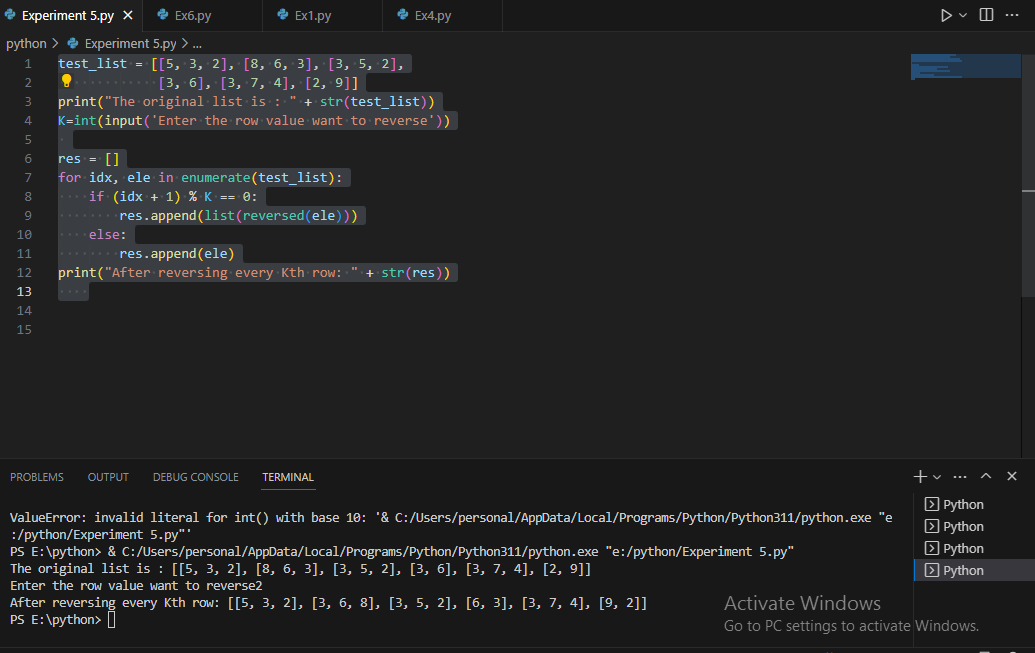 Experiment 5.py
Ex6.py
Ex1.py
Ex4.py
python > Experiment 5.py > ...
1 test_list = [[5, 3, 2], [8, 6, 3], [3, 5, 2],
2 [3, 6], [3, 7, 4], [2, 9]]
3 print("The original list is : " + str(test_list))
4 K=int(input('Enter the row value want to reverse'))
5
6 res = []
7 for idx, ele in enumerate(test_list):
8 if (idx + 1) % K == 0:
9 res.append(list(reversed(ele)))
10 else:
11 res.append(ele)
12 print("After reversing every Kth row: " + str(res))
13
14
15
PROBLEMS OUTPUT DEBUG CONSOLE TERMINAL
ValueError: invalid literal for int() with base 10: '& C:/Users/personal/AppData/Local/Programs/Python/Python311/python.exe "e
:/python/Experiment 5.py"'
PS E:\python> & C:/Users/personal/AppData/Local/Programs/Python/Python311/python.exe "e:/python/Experiment 5.py"
The original list is : [[5, 3, 2], [8, 6, 3], [3, 5, 2], [3, 6], [3, 7, 4], [2, 9]]
Enter the row value want to reverse2
After reversing every Kth row: [[5, 3, 2], [3, 6, 8], [3, 5, 2], [6, 3], [3, 7, 4], [9, 2]]
PS E:\python>
Python
Python
Python
Python
Activate Windows
Go to PC settings to activate Windows.